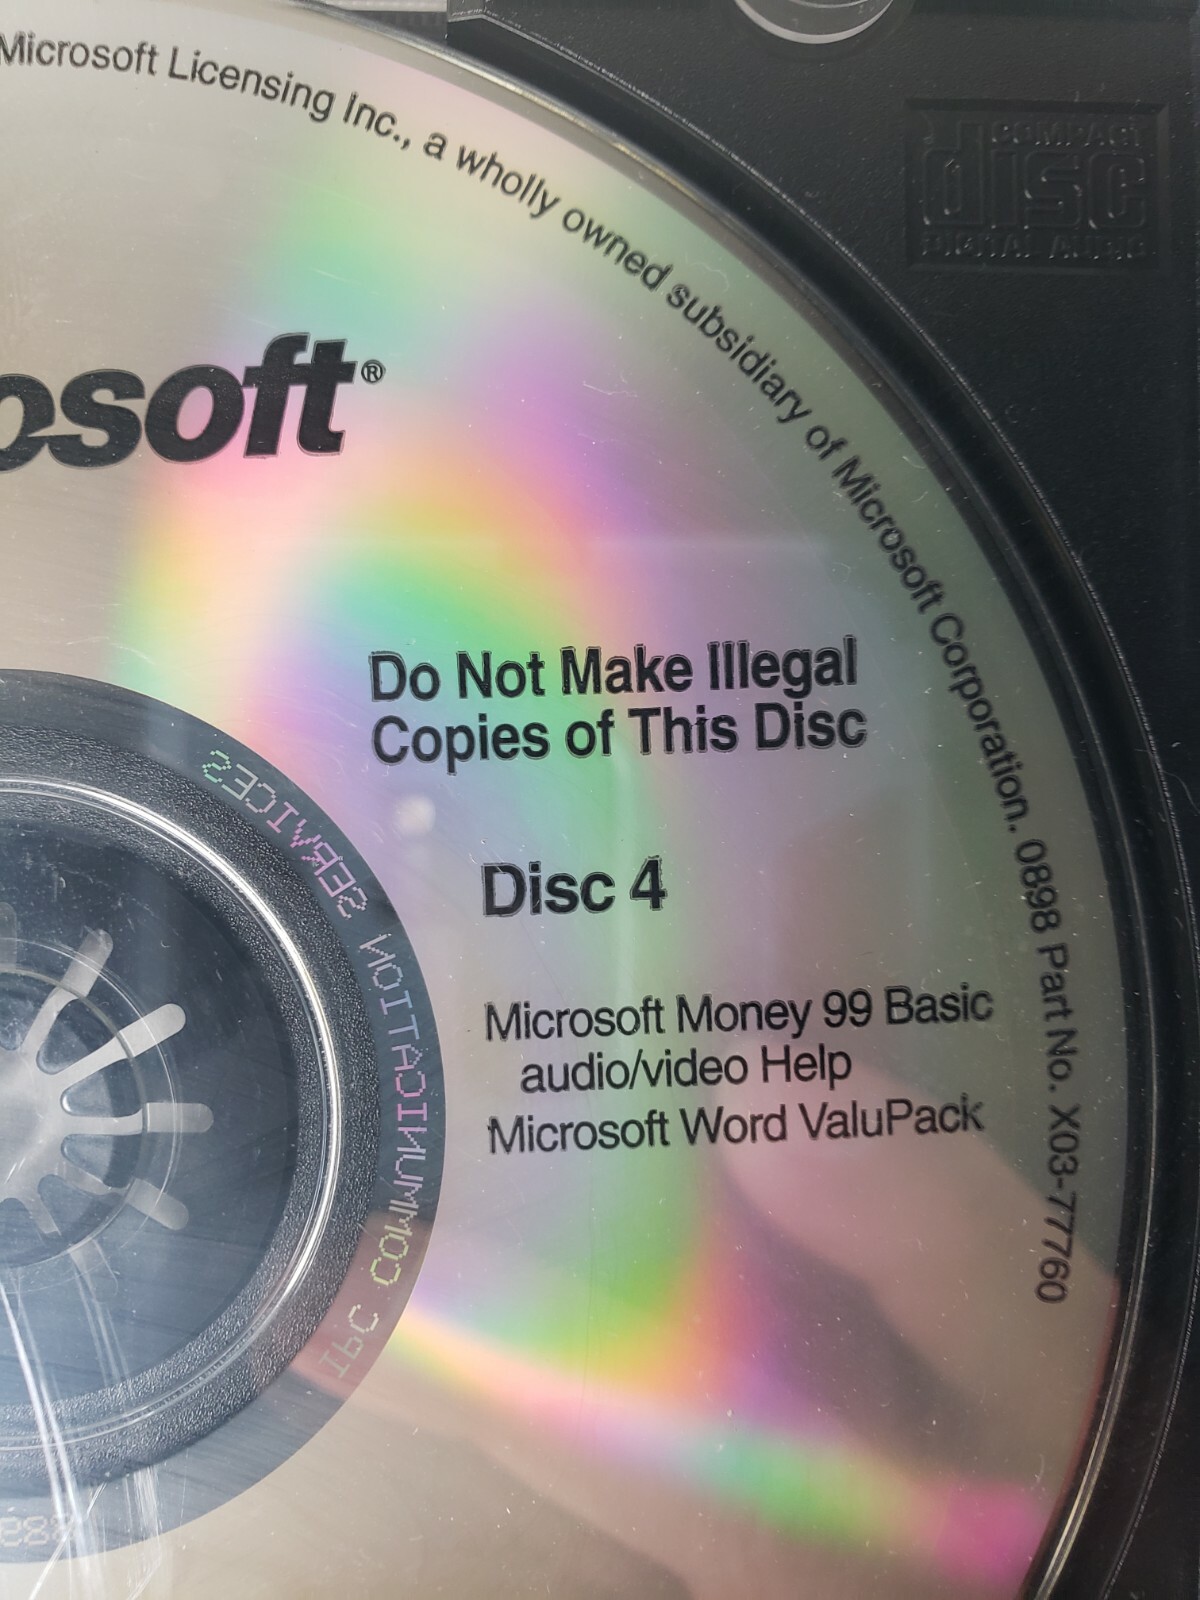 Microsoft Licensing Inc., a wholly owned subsidiary of Microsoft Corporation. 0898 Part No. X03-77760
COMPACT
disc
DIGITAL AUDIO
osoft®
Do Not Make Illegal
Copies of This Disc
Disc 4
Microsoft Money 99 Basic
audio/video Help
Microsoft Word ValuPack
IPC COMMUNICATION SERVICES